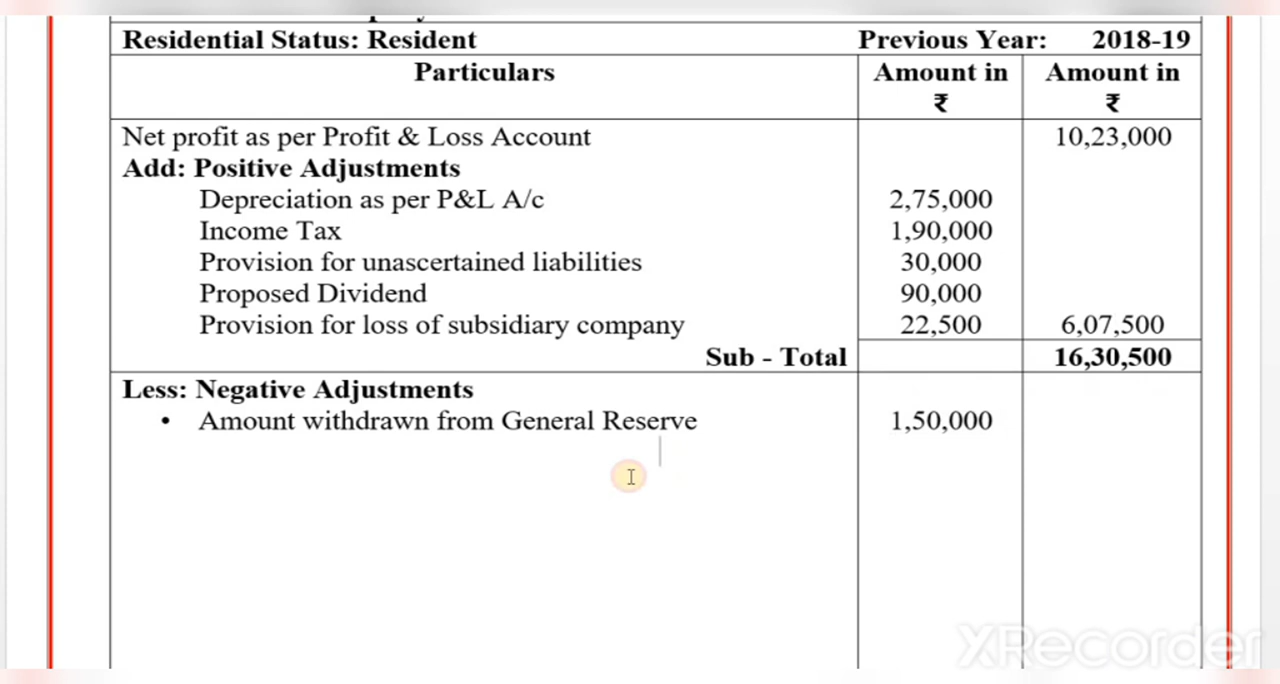 Residential Status: Resident Previous Year: 2018-19
Particulars Amount in ₹ Amount in ₹
Net profit as per Profit & Loss Account 10,23,000
Add: Positive Adjustments
Depreciation as per P&L A/c 2,75,000
Income Tax 1,90,000
Provision for unascertained liabilities 30,000
Proposed Dividend 90,000
Provision for loss of subsidiary company 22,500 6,07,500
Sub - Total 16,30,500
Less: Negative Adjustments
• Amount withdrawn from General Reserve 1,50,000
XRecorder